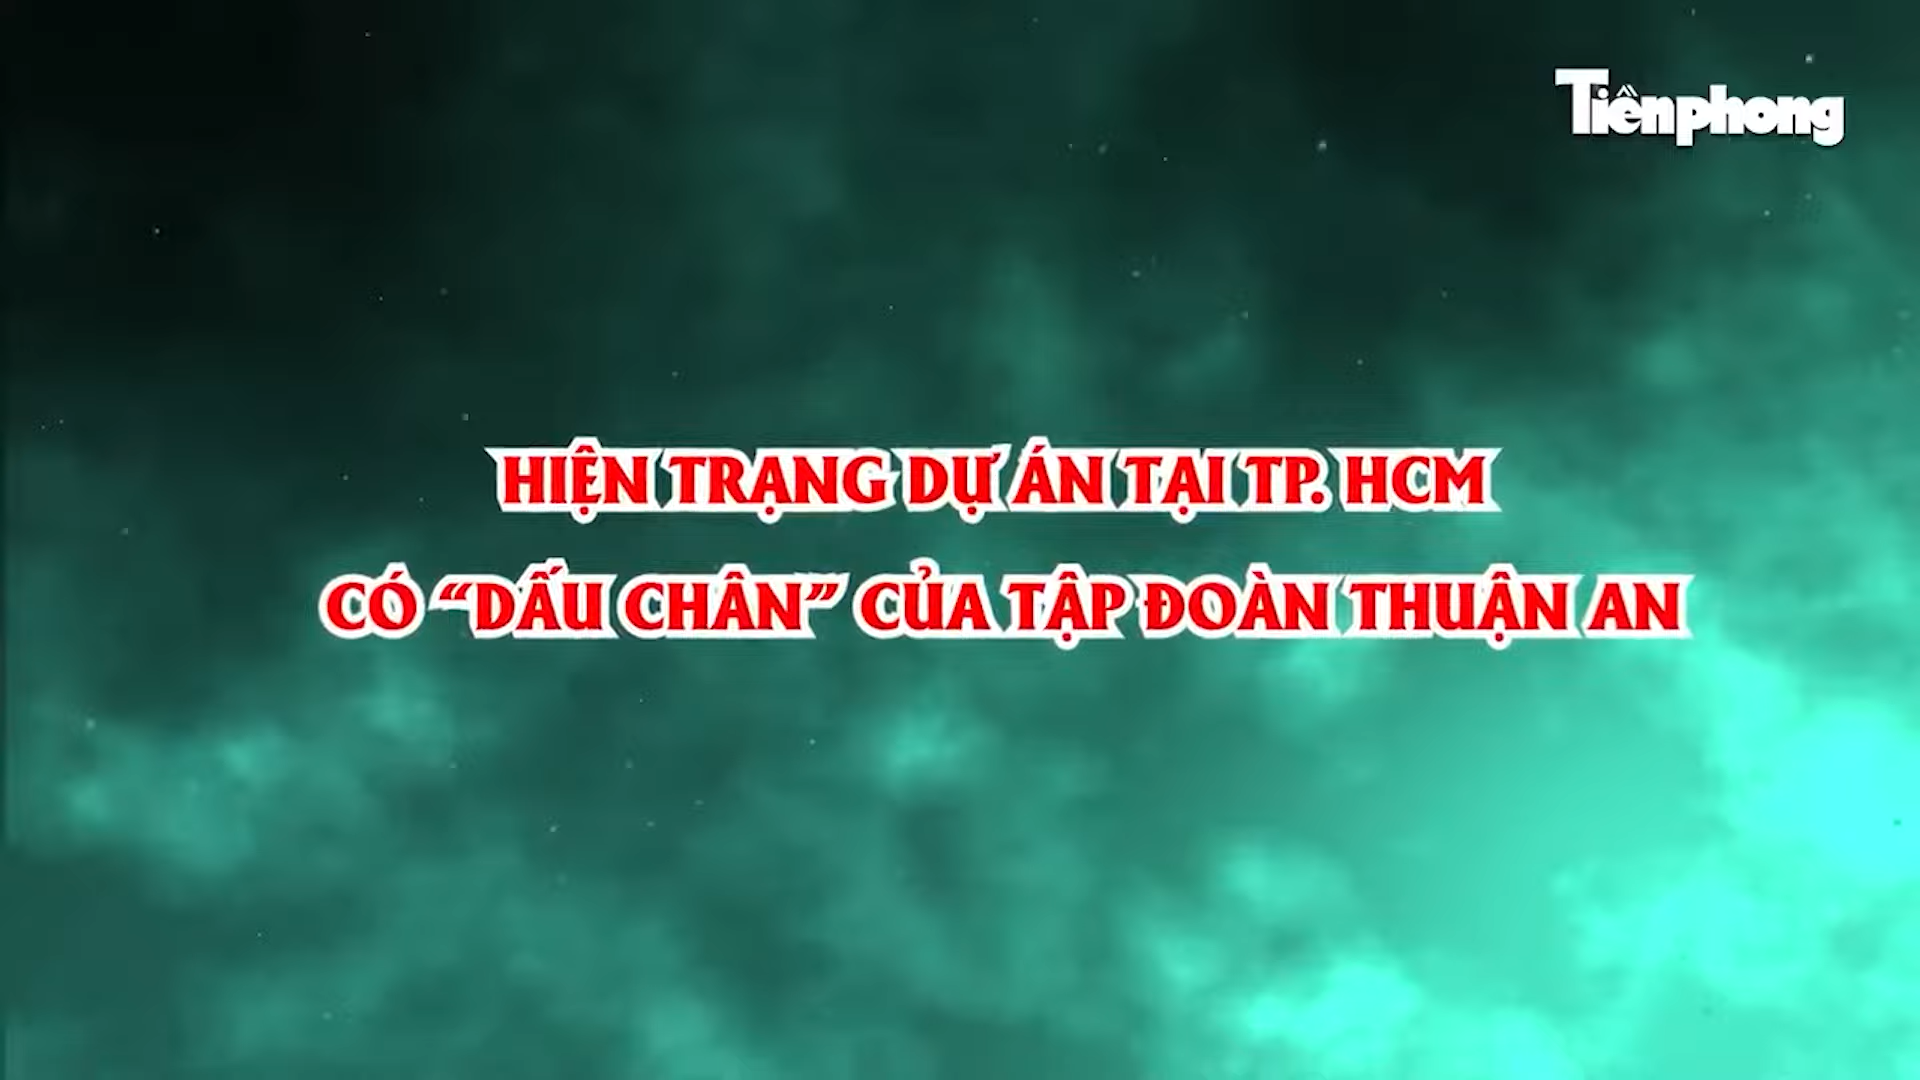 Tiềnphong
HIỆN TRẠNG DỰ ÁN TẠI TP. HCM
CÓ “DẤU CHÂN” CỦA TẬP ĐOÀN THUẬN AN